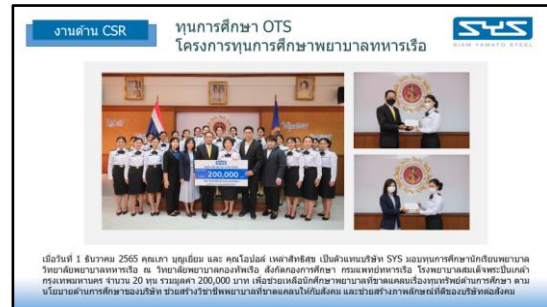 งานด้าน CSR
ทุนการศึกษา OTS
โครงการทุนการศึกษาพยาบาลทหารเรือ
SYS
SIAM YAMATO STEEL
SYS
200,000
เมื่อวันที่ 1 ธันวาคม 2565 คุณเภา บุญเยี่ยม และ คุณโอปอล์ เหล่าสิทธิสุข เป็นตัวแทนบริษัท SYS มอบทุนการศึกษานักเรียนพยาบาล
วิทยาลัยพยาบาลทหารเรือ ณ วิทยาลัยพยาบาลกองทัพเรือ สังกัดกองการศึกษา กรมแพทย์ทหารเรือ โรงพยาบาลสมเด็จพระปิ่นเกล้า
กรุงเทพมหานคร จำนวน 20 ทุน รวมมูลค่า 200,000 บาท เพื่อช่วยเหลือนักศึกษาพยาบาลที่ขาดแคลนเรื่องทุนทรัพย์ด้านการศึกษา ตาม
นโยบายด้านการศึกษาของบริษัท ช่วยสร้างวิชาชีพพยาบาลที่ขาดแคลนให้กับสังคม และช่วยสร้างภาพลักษณ์ที่ดีของบริษัทต่อสังคม